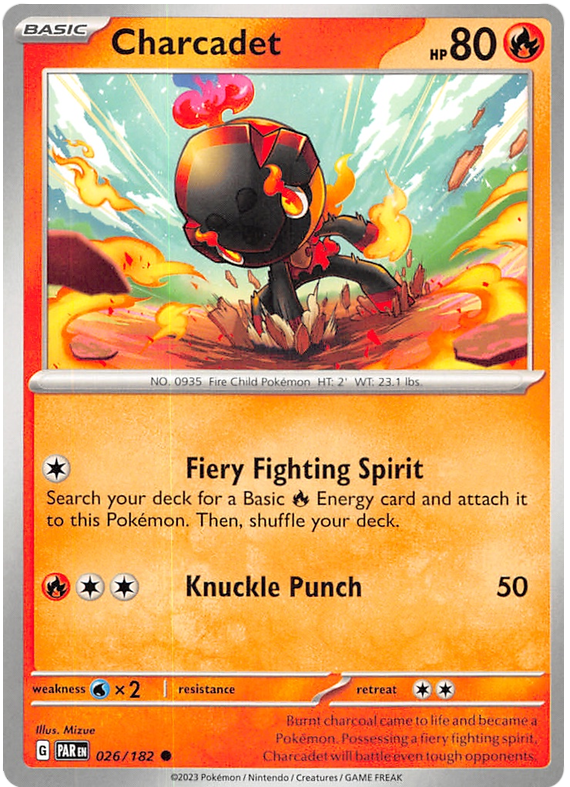 BASIC
Charcadet
HP 80
NO. 0935 Fire Child Pokémon HT: 2' WT: 23.1 lbs.
Fiery Fighting Spirit
Search your deck for a Basic Energy card and attach it
to this Pokémon. Then, shuffle your deck.
Knuckle Punch 50
weakness ×2 resistance retreat
Illus. Mizue
Burnt charcoal came to life and became a
Pokémon. Possessing a fiery fighting spirit,
Charcadet will battle even tough opponents.
G PAR EN 026/182
©2023 Pokémon / Nintendo / Creatures / GAME FREAK